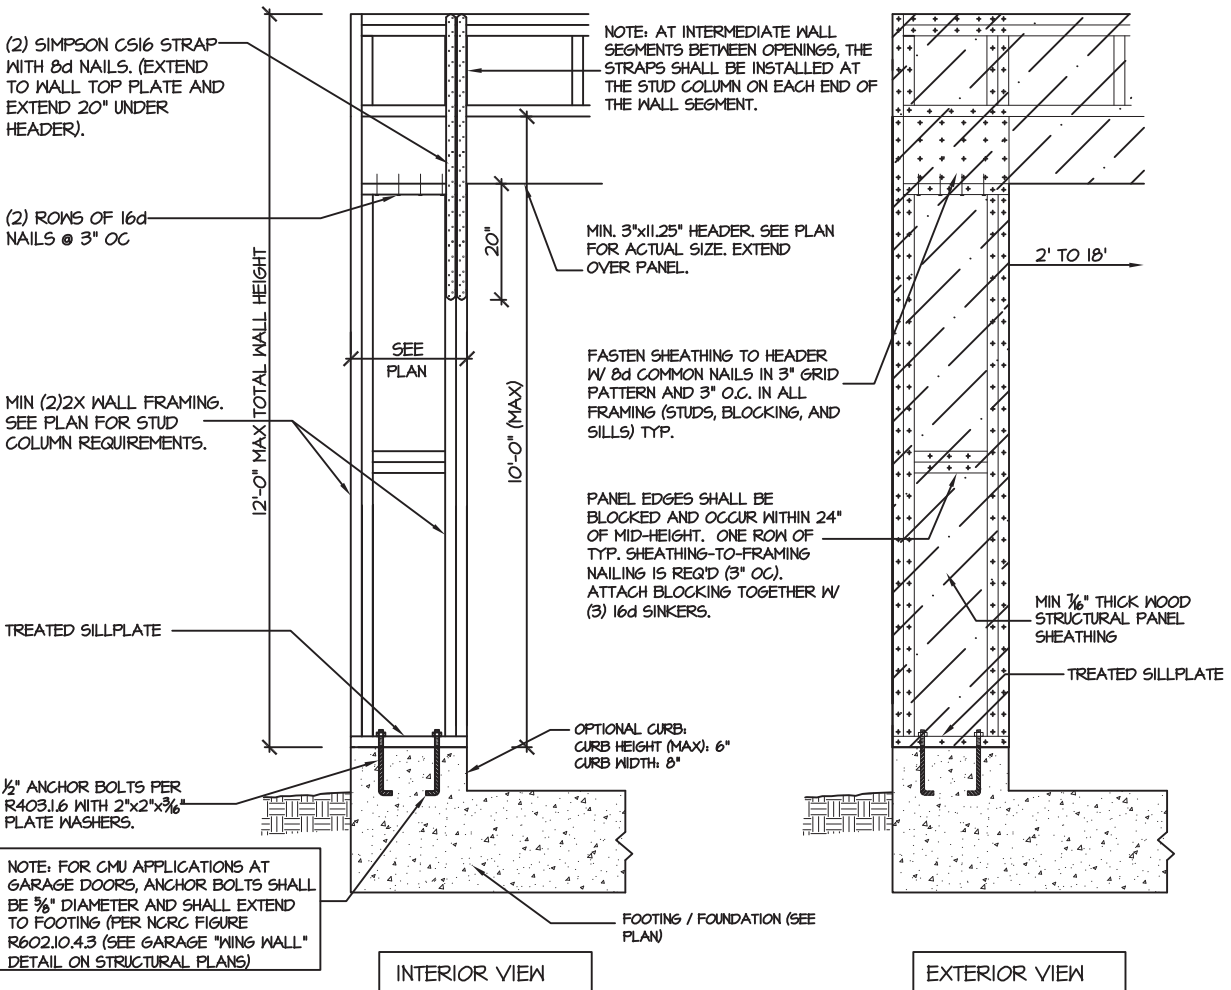 (2) SIMPSON CS16 STRAP
WITH 8d NAILS. (EXTEND
TO WALL TOP PLATE AND
EXTEND 20" UNDER
HEADER).
NOTE: AT INTERMEDIATE WALL
SEGMENTS BETWEEN OPENINGS, THE
STRAPS SHALL BE INSTALLED AT
THE STUD COLUMN ON EACH END OF
THE WALL SEGMENT.
(2) ROWS OF 16d
NAILS @ 3" OC
12'-0" MAX TOTAL WALL HEIGHT
20"
MIN. 3"x11.25" HEADER. SEE PLAN
FOR ACTUAL SIZE. EXTEND
OVER PANEL.
2' TO 18'
SEE
PLAN
10'-0" (MAX)
FASTEN SHEATHING TO HEADER
W/ 8d COMMON NAILS IN 3" GRID
PATTERN AND 3" O.C. IN ALL
FRAMING (STUDS, BLOCKING, AND
SILLS) TYP.
MIN (2)2X WALL FRAMING.
SEE PLAN FOR STUD
COLUMN REQUIREMENTS.
PANEL EDGES SHALL BE
BLOCKED AND OCCUR WITHIN 24"
OF MID-HEIGHT. ONE ROW OF
TYP. SHEATHING-TO-FRAMING
NAILING IS REQ'D (3" OC).
ATTACH BLOCKING TOGETHER W/
(3) 16d SINKERS.
MIN 7/16" THICK WOOD
STRUCTURAL PANEL
SHEATHING
TREATED SILLPLATE
TREATED SILLPLATE
OPTIONAL CURB:
CURB HEIGHT (MAX): 6"
CURB WIDTH: 8"
1/2" ANCHOR BOLTS PER
R403.1.6 WITH 2"x2"x3/16"
PLATE WASHERS.
NOTE: FOR CMU APPLICATIONS AT
GARAGE DOORS, ANCHOR BOLTS SHALL
BE 5/8" DIAMETER AND SHALL EXTEND
TO FOOTING (PER NCRC FIGURE
R602.10.4.3 (SEE GARAGE "WING WALL"
DETAIL ON STRUCTURAL PLANS)
FOOTING / FOUNDATION (SEE
PLAN)
INTERIOR VIEW
EXTERIOR VIEW